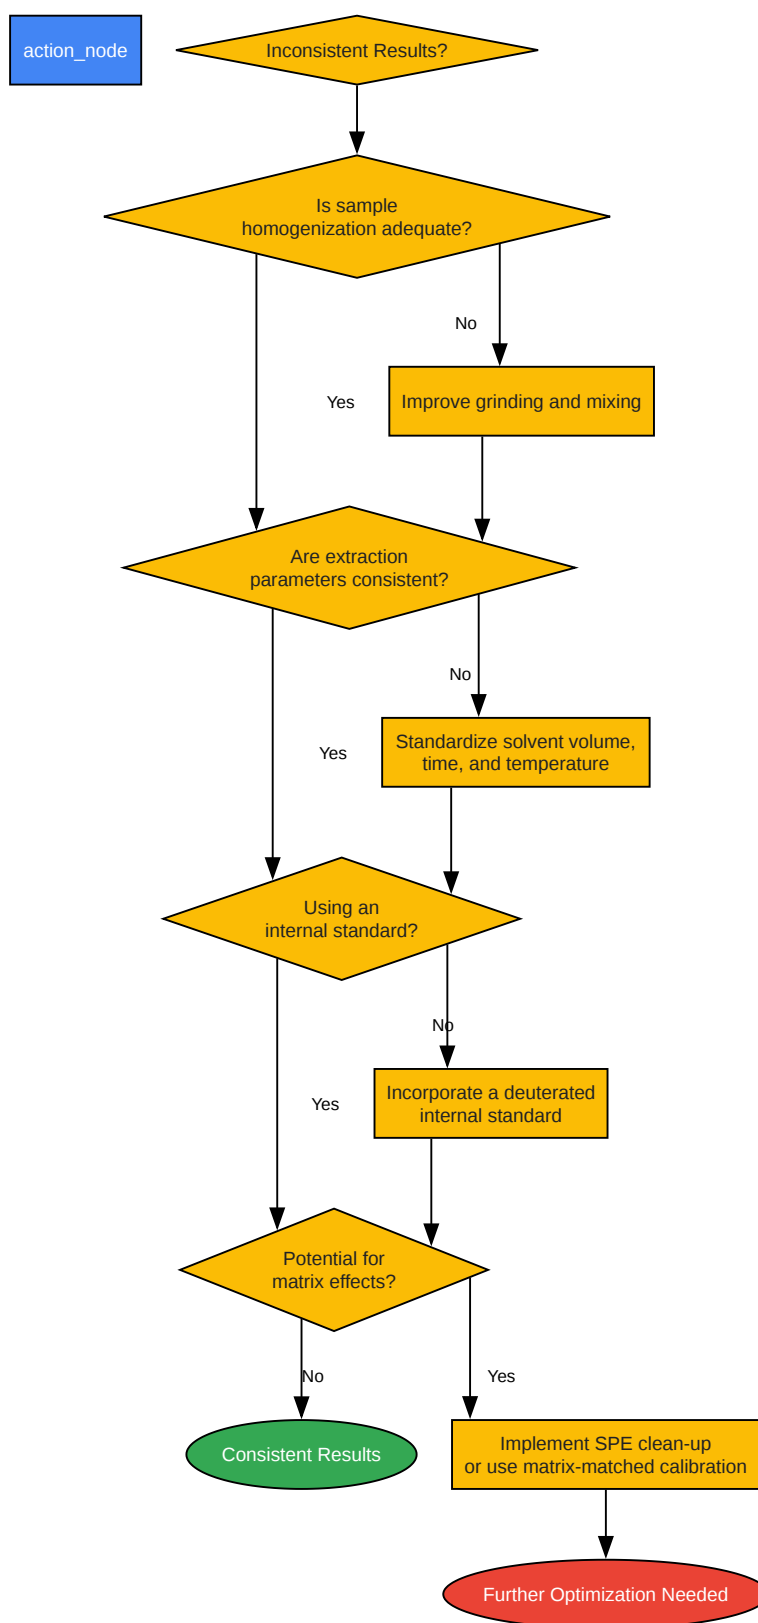 action_node
Inconsistent Results?
Is sample
homogenization adequate?
No
Yes
Improve grinding and mixing
Are extraction
parameters consistent?
No
Yes
Standardize solvent volume,
time, and temperature
Using an
internal standard?
No
Yes
Incorporate a deuterated
internal standard
Potential for
matrix effects?
No
Yes
Consistent Results
Implement SPE clean-up
or use matrix-matched calibration
Further Optimization Needed